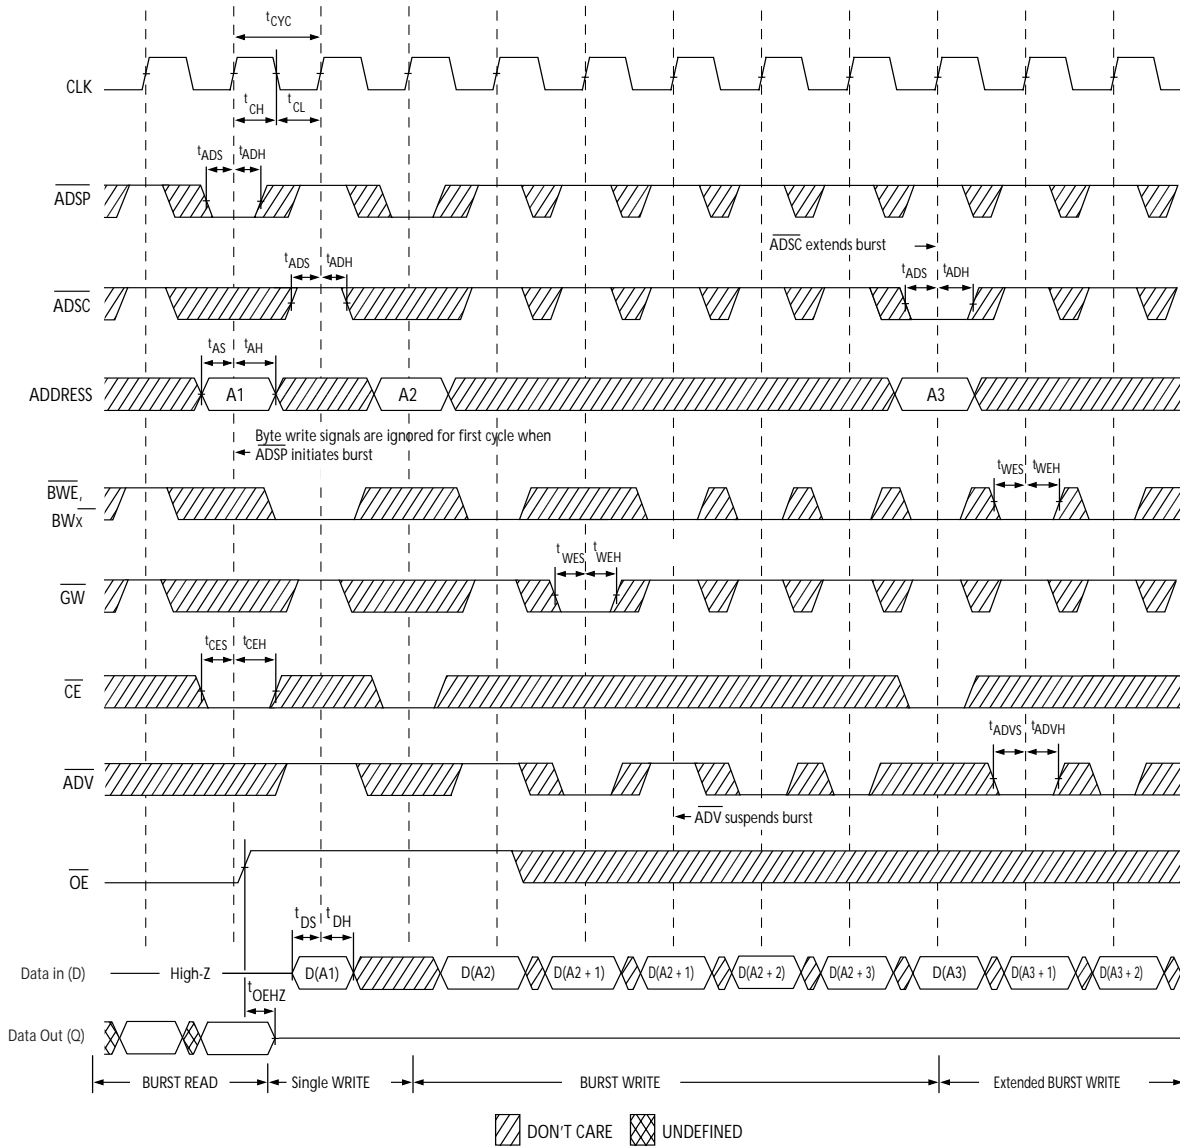 tCYC
CLK
tCH
tCL
tADS
tADH
ADSP
ADSC extends burst
tADS
tADH
tADS
tADH
ADSC
tAS
tAH
ADDRESS
A1
A2
A3
Byte write signals are ignored for first cycle when
ADSP initiates burst
tWES
tWEH
BWE,
BWX
tWES
tWEH
GW
tCES
tCEH
CE
tADVS
tADVH
ADV
ADV suspends burst
OE
tDS
tDH
Data in (D)
High-Z
D(A1)
D(A2)
D(A2 + 1)
D(A2 + 1)
D(A2 + 2)
D(A2 + 3)
D(A3)
D(A3 + 1)
D(A3 + 2)
tOEHZ
Data Out (Q)
BURST READ
Single WRITE
BURST WRITE
Extended BURST WRITE
DON'T CARE
UNDEFINED